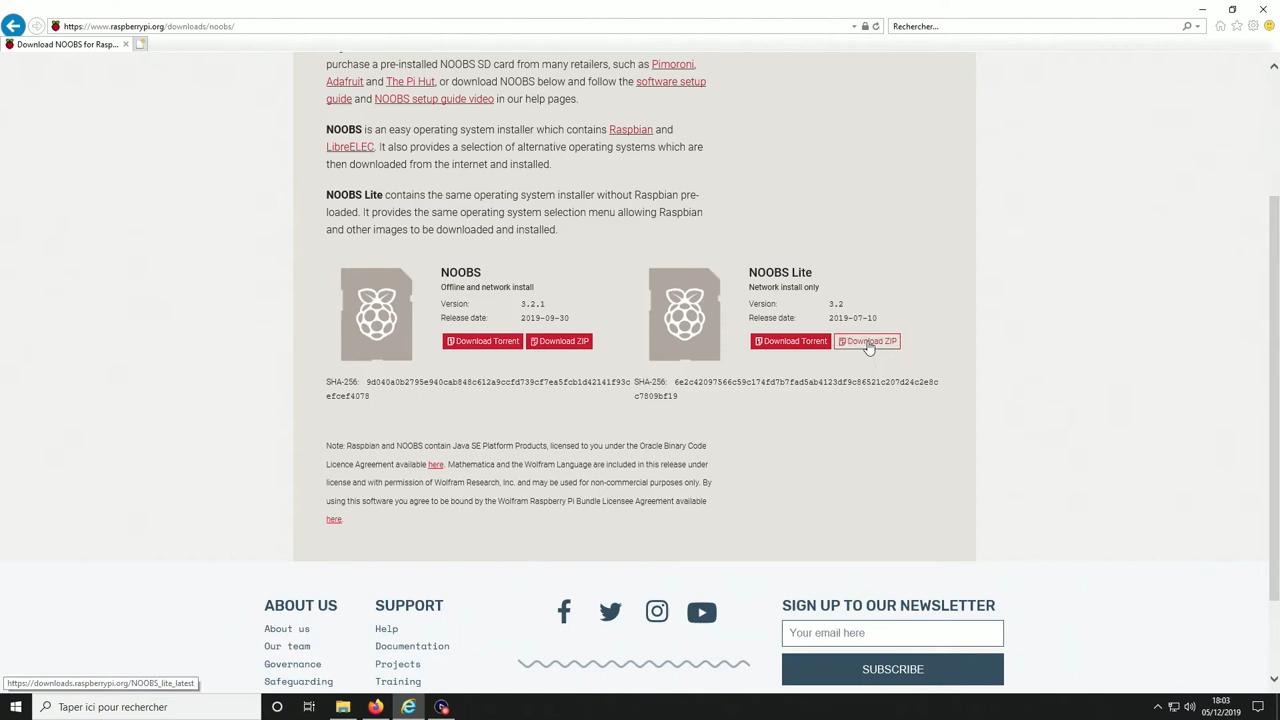 https://www.raspberrypi.org/downloads/noobs/
Rechercher...
Download NOOBS for Rasp...
purchase a pre-installed NOOBS SD card from many retailers, such as Pimoroni,
Adafruit and The Pi Hut, or download NOOBS below and follow the software setup
guide and NOOBS setup guide video in our help pages.
NOOBS is an easy operating system installer which contains Raspbian and
LibreELEC. It also provides a selection of alternative operating systems which are
then downloaded from the internet and installed.
NOOBS Lite contains the same operating system installer without Raspbian pre-
loaded. It provides the same operating system selection menu allowing Raspbian
and other images to be downloaded and installed.
NOOBS
Offline and network install
Version: 3.2.1
Release date: 2019-09-30
Download Torrent
Download ZIP
SHA-256: 9d040a0b2795e940cab848c612a9ccfd739cf7ea5fcb1d42141f93c
efcef4078
NOOBS Lite
Network install only
Version: 3.2
Release date: 2019-07-10
Download Torrent
Download ZIP
SHA-256: 6e2c42097566c59c174fd7b7fad5ab4123df9c86521c207d24c2e8c
c7809bf19
Note: Raspbian and NOOBS contain Java SE Platform Products, licensed to you under the Oracle Binary Code
Licence Agreement available here. Mathematica and the Wolfram Language are included in this release under
license and with permission of Wolfram Research, Inc. and may be used for non-commercial purposes only. By
using this software you agree to be bound by the Wolfram Raspberry Pi Bundle Licensee Agreement available
here.
ABOUT US
About us
Our team
Governance
Safeguarding
SUPPORT
Help
Documentation
Projects
Training
SIGN UP TO OUR NEWSLETTER
Your email here
SUBSCRIBE
https://downloads.raspberrypi.org/NOOBS_lite_latest
Taper ici pour rechercher
18:03
05/12/2019